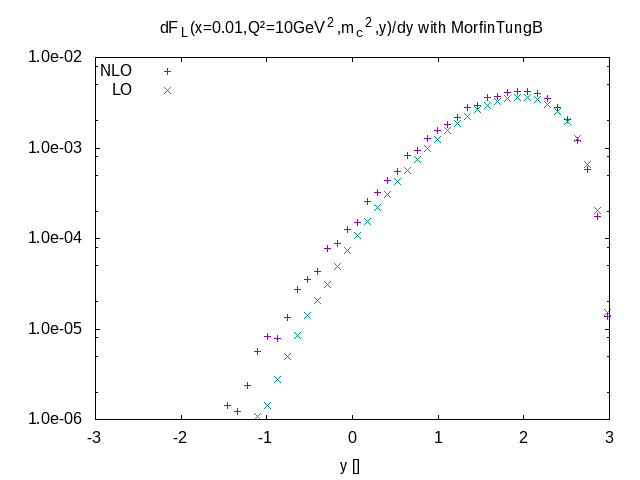 dF_L(x=0.01,Q²=10GeV^2,m_c^2,y)/dy with MorfinTungB
1.0e-02
NLO
LO
1.0e-03
1.0e-04
1.0e-05
1.0e-06
-3 -2 -1 0 1 2 3
y []